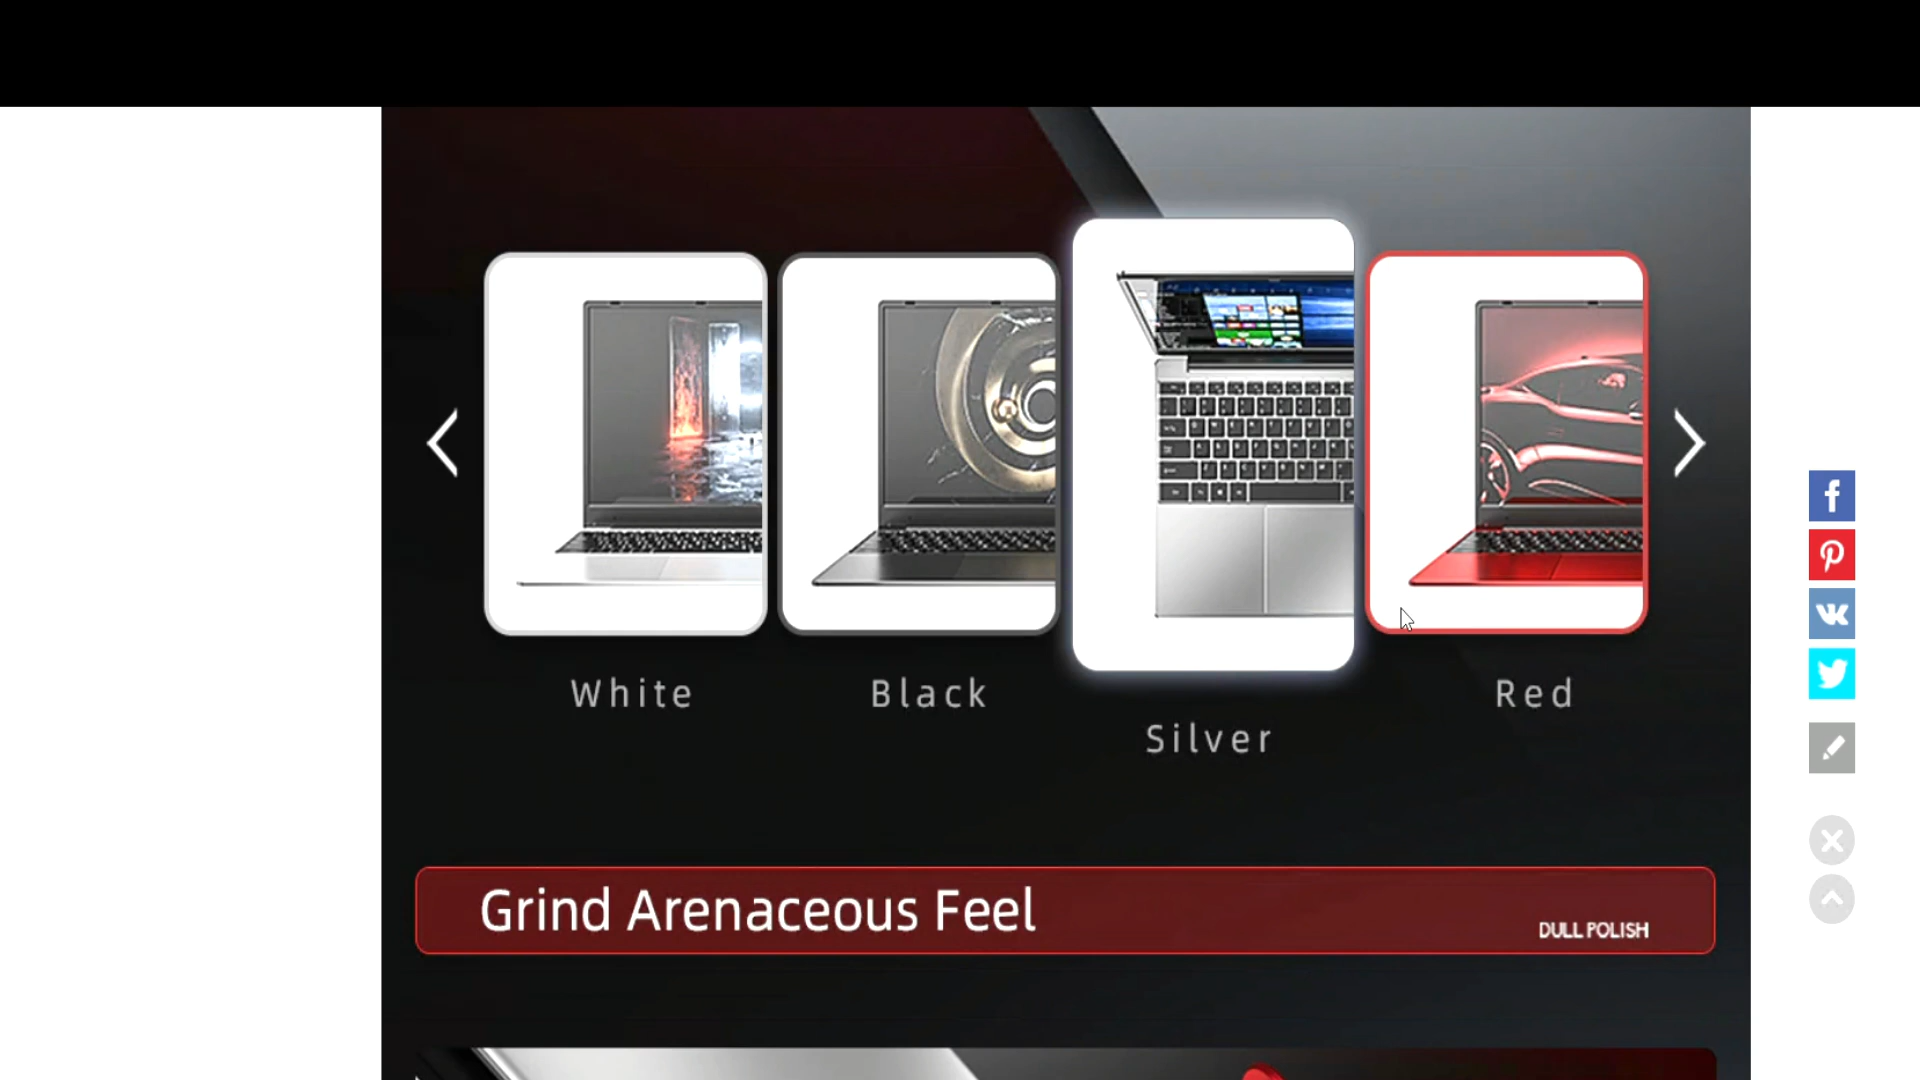 White
Black
Silver
Red
Grind Arenaceous Feel
DULL POLISH